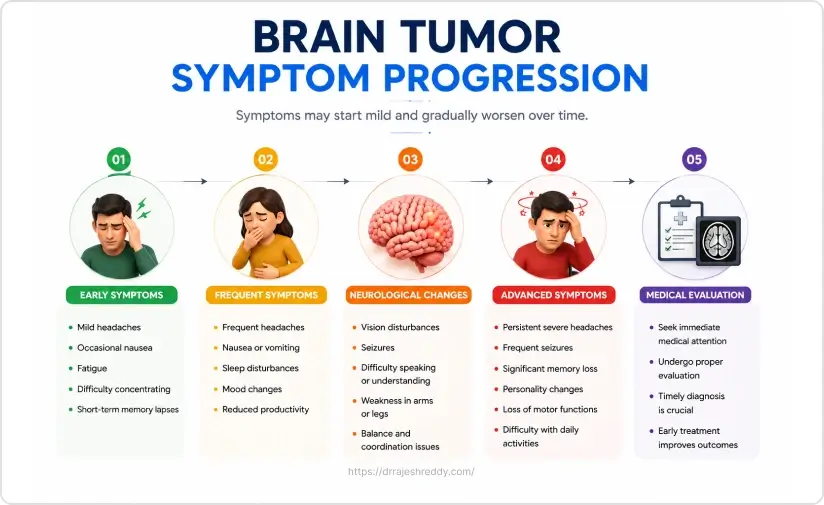 BRAIN TUMOR
SYMPTOM PROGRESSION
Symptoms may start mild and gradually worsen over time.
01
EARLY SYMPTOMS
• Mild headaches
• Occasional nausea
• Fatigue
• Difficulty concentrating
• Short-term memory lapses
02
FREQUENT SYMPTOMS
• Frequent headaches
• Nausea or vomiting
• Sleep disturbances
• Mood changes
• Reduced productivity
03
NEUROLOGICAL CHANGES
• Vision disturbances
• Seizures
• Difficulty speaking
or understanding
• Weakness in arms
or legs
• Balance and
coordination issues
04
ADVANCED SYMPTOMS
• Persistent severe headaches
• Frequent seizures
• Significant memory loss
• Personality changes
• Loss of motor functions
• Difficulty with daily
activities
05
MEDICAL EVALUATION
• Seek immediate
medical attention
• Undergo proper
evaluation
• Timely diagnosis
is crucial
• Early treatment
improves outcomes
https://drrajeshreddy.com/